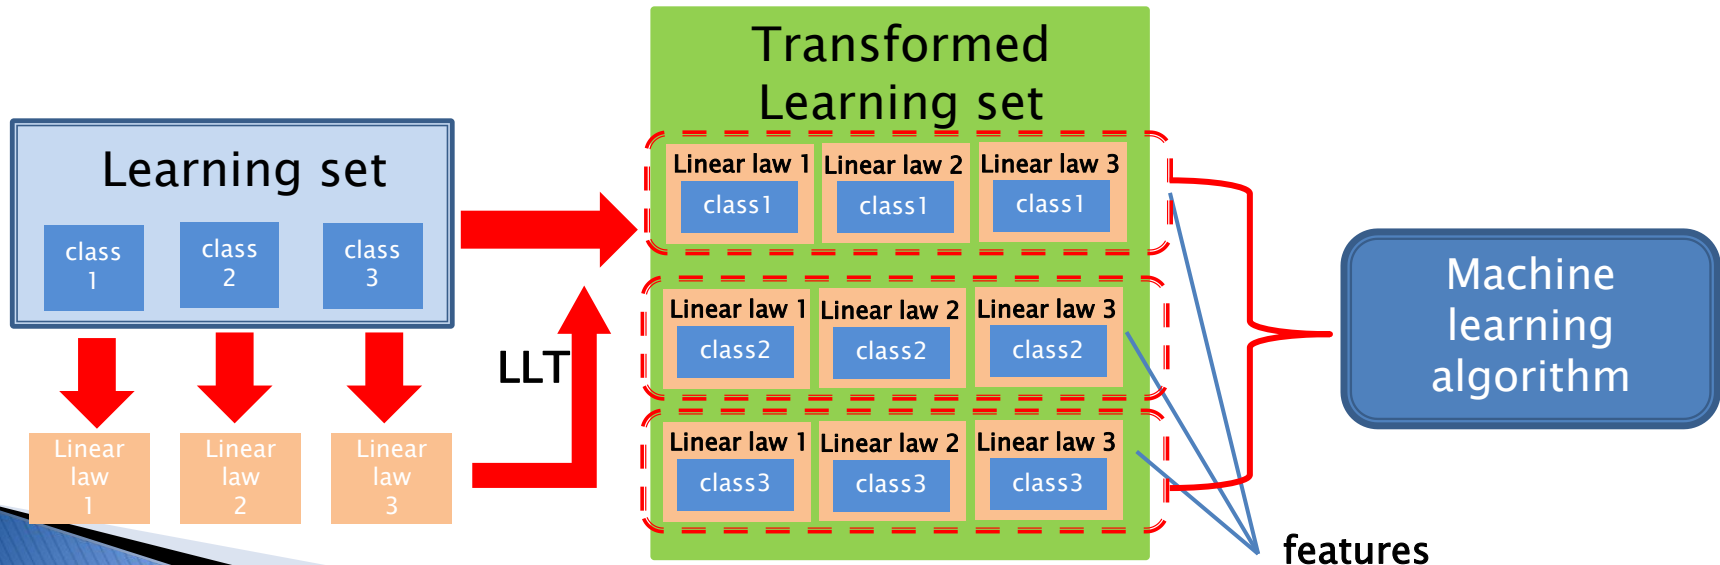 Learning set
class
1
class
2
class
3
Linear
law
1
Linear
law
2
Linear
law
3
LLT
Transformed
Learning set
Linear law 1
class1
Linear law 2
class1
Linear law 3
class1
Linear law 1
class2
Linear law 2
class2
Linear law 3
class2
Linear law 1
class3
Linear law 2
class3
Linear law 3
class3
Machine
learning
algorithm
features